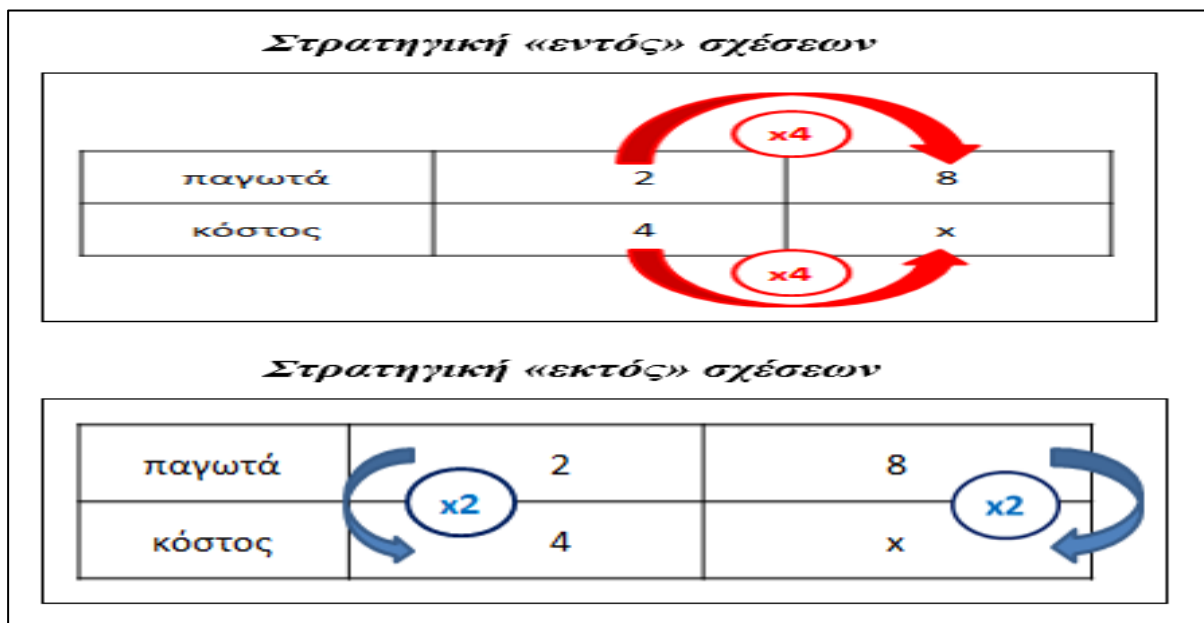 Στρατηγική «εντός» σχέσεων
x4
παγωτά 2 8
κόστος 4 x
x4
Στρατηγική «εκτός» σχέσεων
παγωτά 2 8
x2 x2
κόστος 4 x